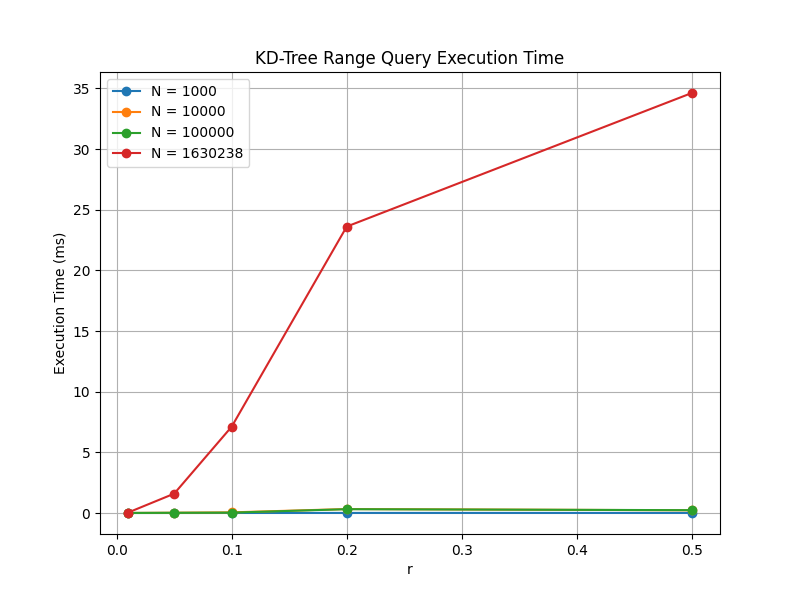 KD-Tree Range Query Execution Time
N = 1000
N = 10000
N = 100000
N = 1630238
Execution Time (ms)
35
30
25
20
15
10
5
0
0.0 0.1 0.2 0.3 0.4 0.5
r